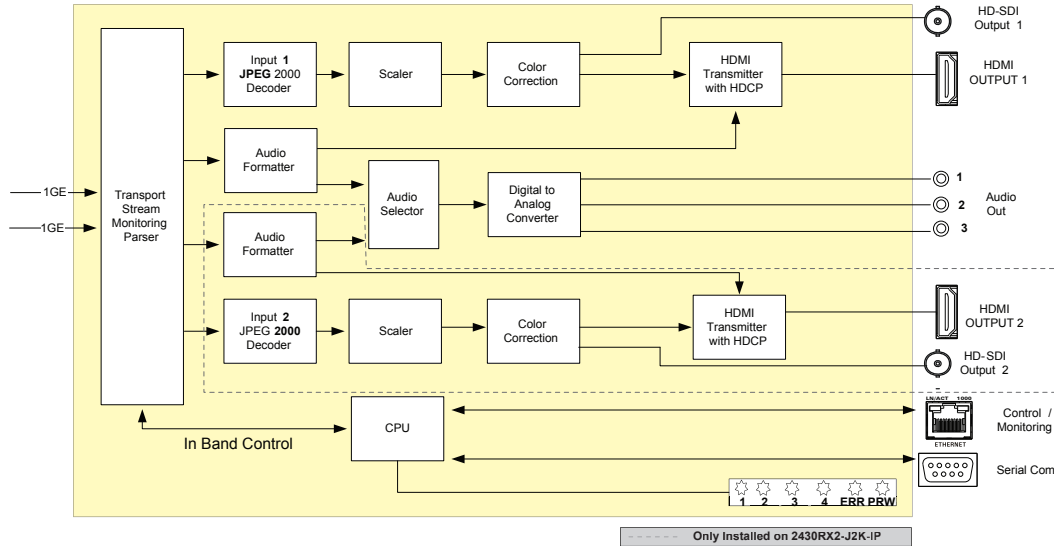 HD-SDI
Output 1
Input 1
JPEG 2000
Decoder
Scaler
Color
Correction
HDMI
Transmitter
with HDCP
HDMI
OUTPUT 1
Audio
Formatter
1GE
1GE
Transport
Stream
Monitoring
Parser
Audio
Selector
Digital to
Analog
Converter
1
2
3
Audio
Out
Audio
Formatter
Input 2
JPEG 2000
Decoder
Scaler
Color
Correction
HDMI
Transmitter
with HDCP
HDMI
OUTPUT 2
HD-SDI
Output 2
CPU
In Band Control
LN/ACT 1000
ETHERNET
Control /
Monitoring
Serial Com
1 2 3 4 ERR PRW
Only Installed on 2430RX2-J2K-IP